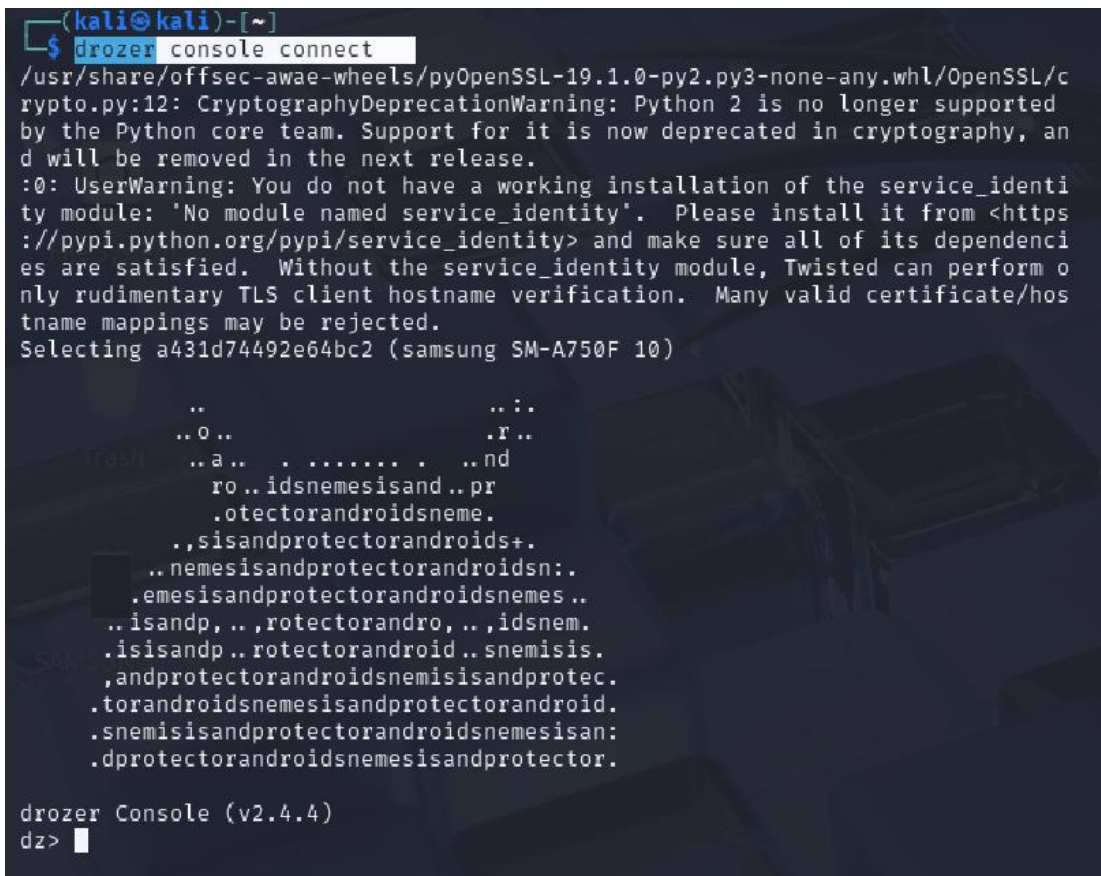 ┌──(kali㉿kali)-[~]
└─$ drozer console connect
/usr/share/offsec-awae-wheels/pyOpenSSL-19.1.0-py2.py3-none-any.whl/OpenSSL/c
rypto.py:12: CryptographyDeprecationWarning: Python 2 is no longer supported
by the Python core team. Support for it is now deprecated in cryptography, an
d will be removed in the next release.
:0: UserWarning: You do not have a working installation of the service_identi
ty module: 'No module named service_identity'.  Please install it from <https
://pypi.python.org/pypi/service_identity> and make sure all of its dependenci
es are satisfied.  Without the service_identity module, Twisted can perform o
nly rudimentary TLS client hostname verification.  Many valid certificate/hos
tname mappings may be rejected.
Selecting a431d74492e64bc2 (samsung SM-A750F 10)
            ..                    ..:.
           ..o..                  .r..
Trash       ..a..  . ....... .  ..nd
              ro..idsnemesisand..pr
              .otectorandroidsneme.
           .,sisandprotectorandroids+.
         ..nemesisandprotectorandroidsn:.
        .emesisandprotectorandroidsnemes..
      ..isandp,..,rotectorandro,..,idsnem.
      .isisandp..rotectorandroid..snemisis.
      ,andprotectorandroidsnemisisandprotec.
     .torandroidsnemesisandprotectorandroid.
     .snemisisandprotectorandroidsnemesisan:
     .dprotectorandroidsnemesisandprotector.
drozer Console (v2.4.4)
dz>